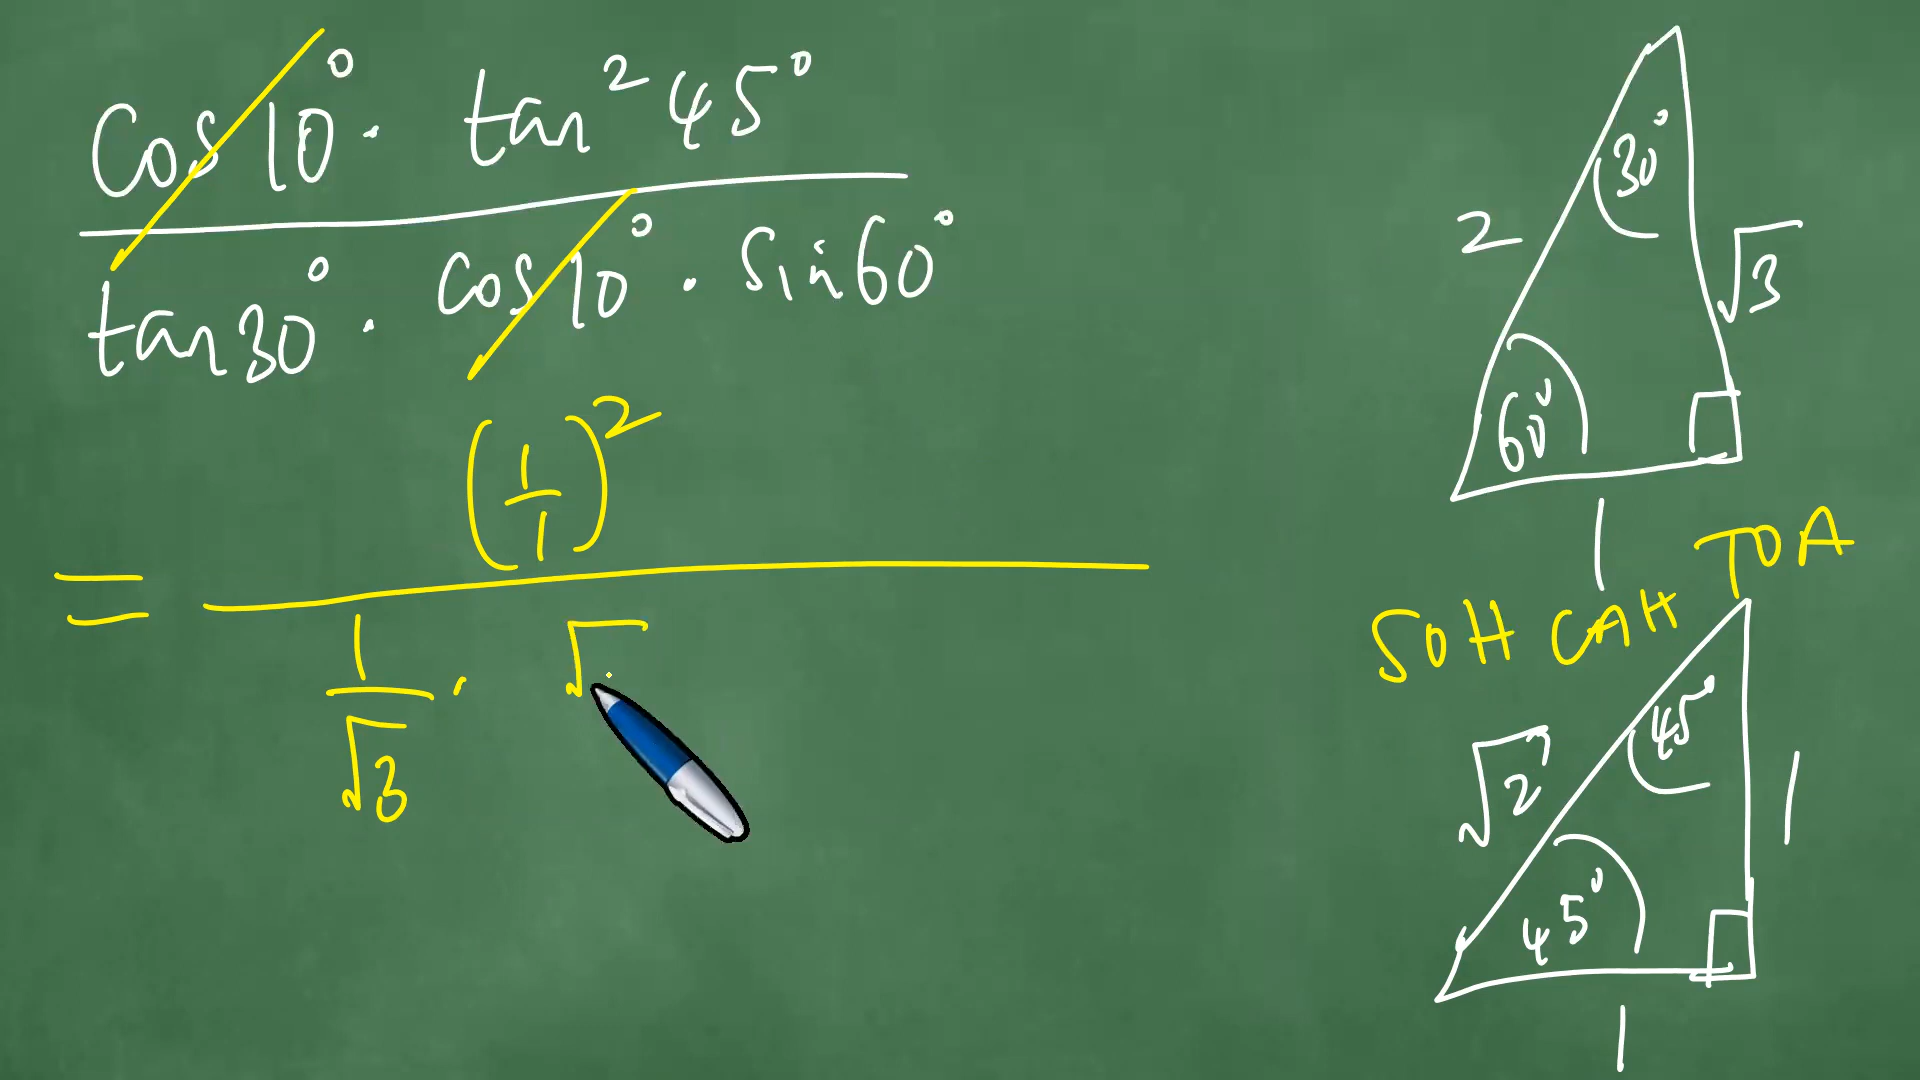 cos 10° · tan² 45°
tan 30° · cos 10° · sin 60°
= (1/1)²
1/√3 · √
30°
2
√3
60°
1
SOH CAH TOA
45°
√2
1
45°
1